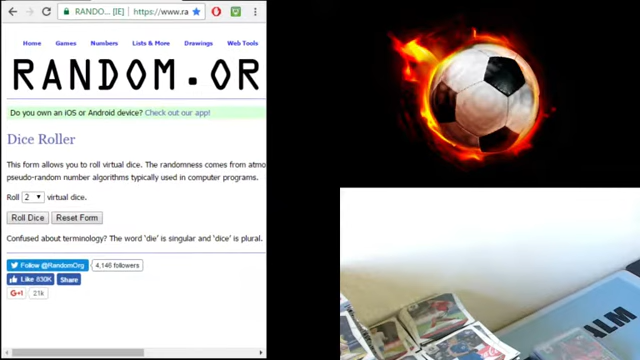 RANDO... [IE]
https://www.ra
Home Games Numbers Lists & More Drawings Web Tools
RANDOM.OR
Do you own an iOS or Android device? Check out our app!
Dice Roller
This form allows you to roll virtual dice. The randomness comes from atmo
pseudo-random number algorithms typically used in computer programs.
Roll 2 virtual dice.
Roll Dice Reset Form
Confused about terminology? The word 'die' is singular and 'dice' is plural.
Follow @RandomOrg 4,146 followers
Like 830K Share
G+1 21k
ALM